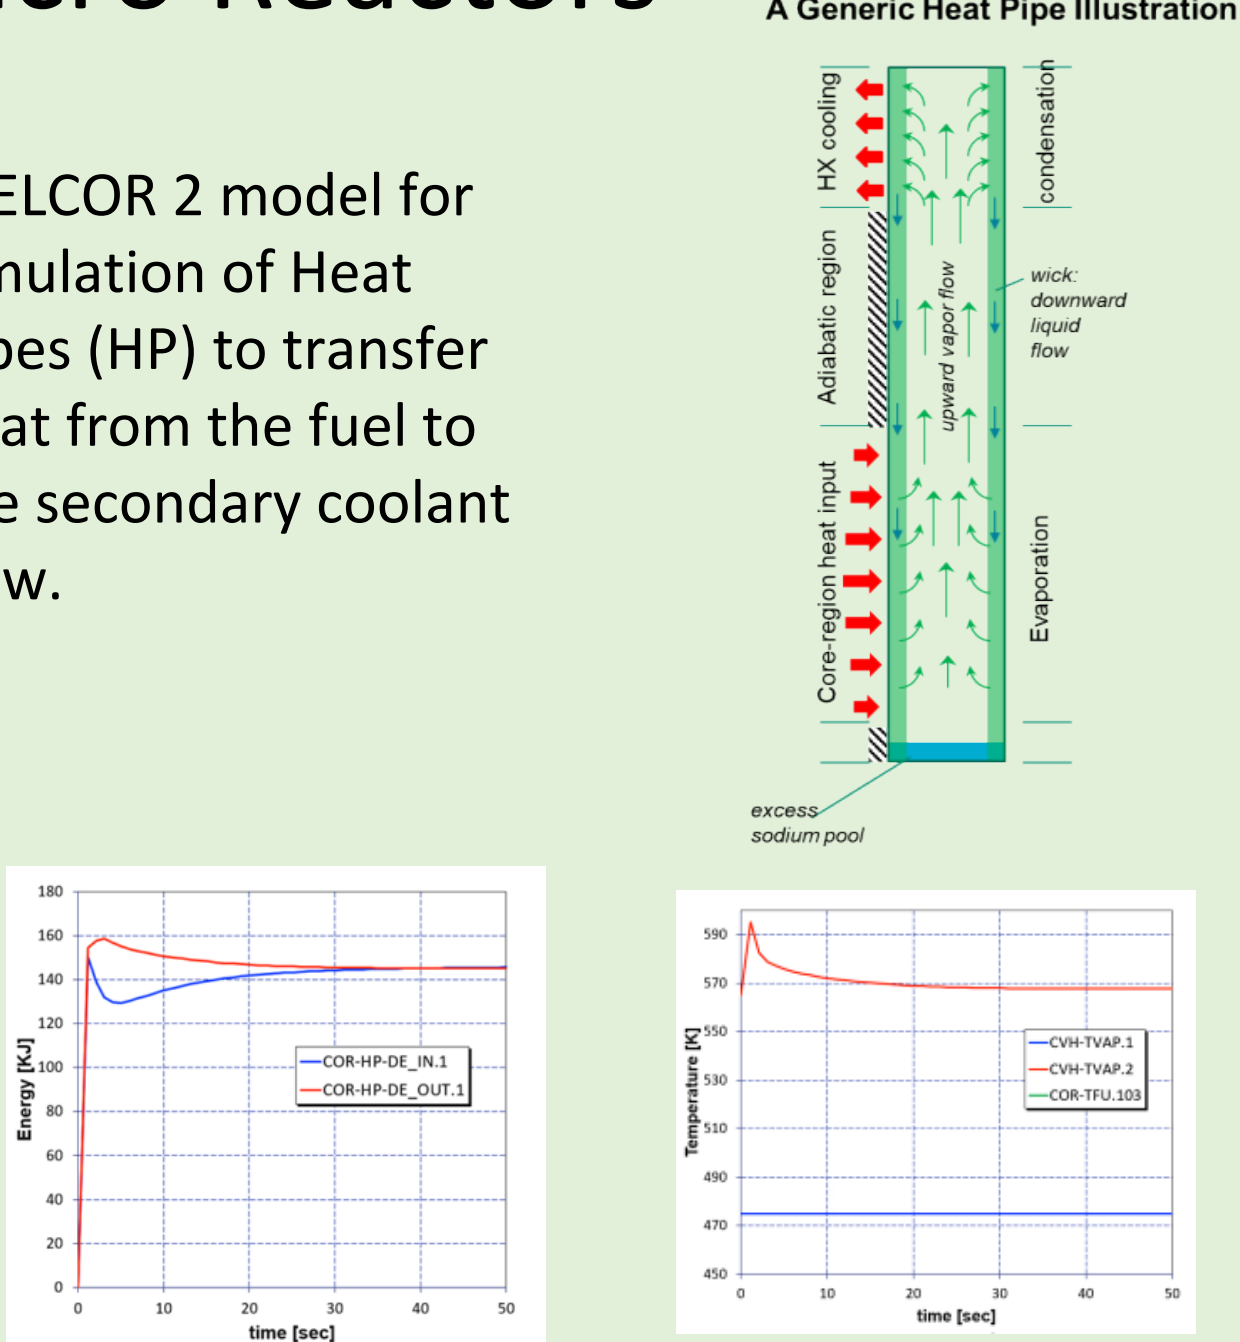 cro Reactors
A Generic Heat Pipe Illustration
ELCOR 2 model for
mulation of Heat
pes (HP) to transfer
at from the fuel to
e secondary coolant
w.
HX cooling
condensation
Adiabatic region
upward vapor flow
wick:
downward
liquid
flow
Core-region heat input
Evaporation
excess
sodium pool
180
160
140
120
100
80
60
40
20
0
Energy [KJ]
COR-HP-DE_IN.1
COR-HP-DE_OUT.1
0 10 20 30 40 50
time [sec]
590
570
550
530
510
490
470
450
Temperature [K]
CVH-TVAP.1
CVH-TVAP.2
COR-TFU.103
0 10 20 30 40 50
time [sec]